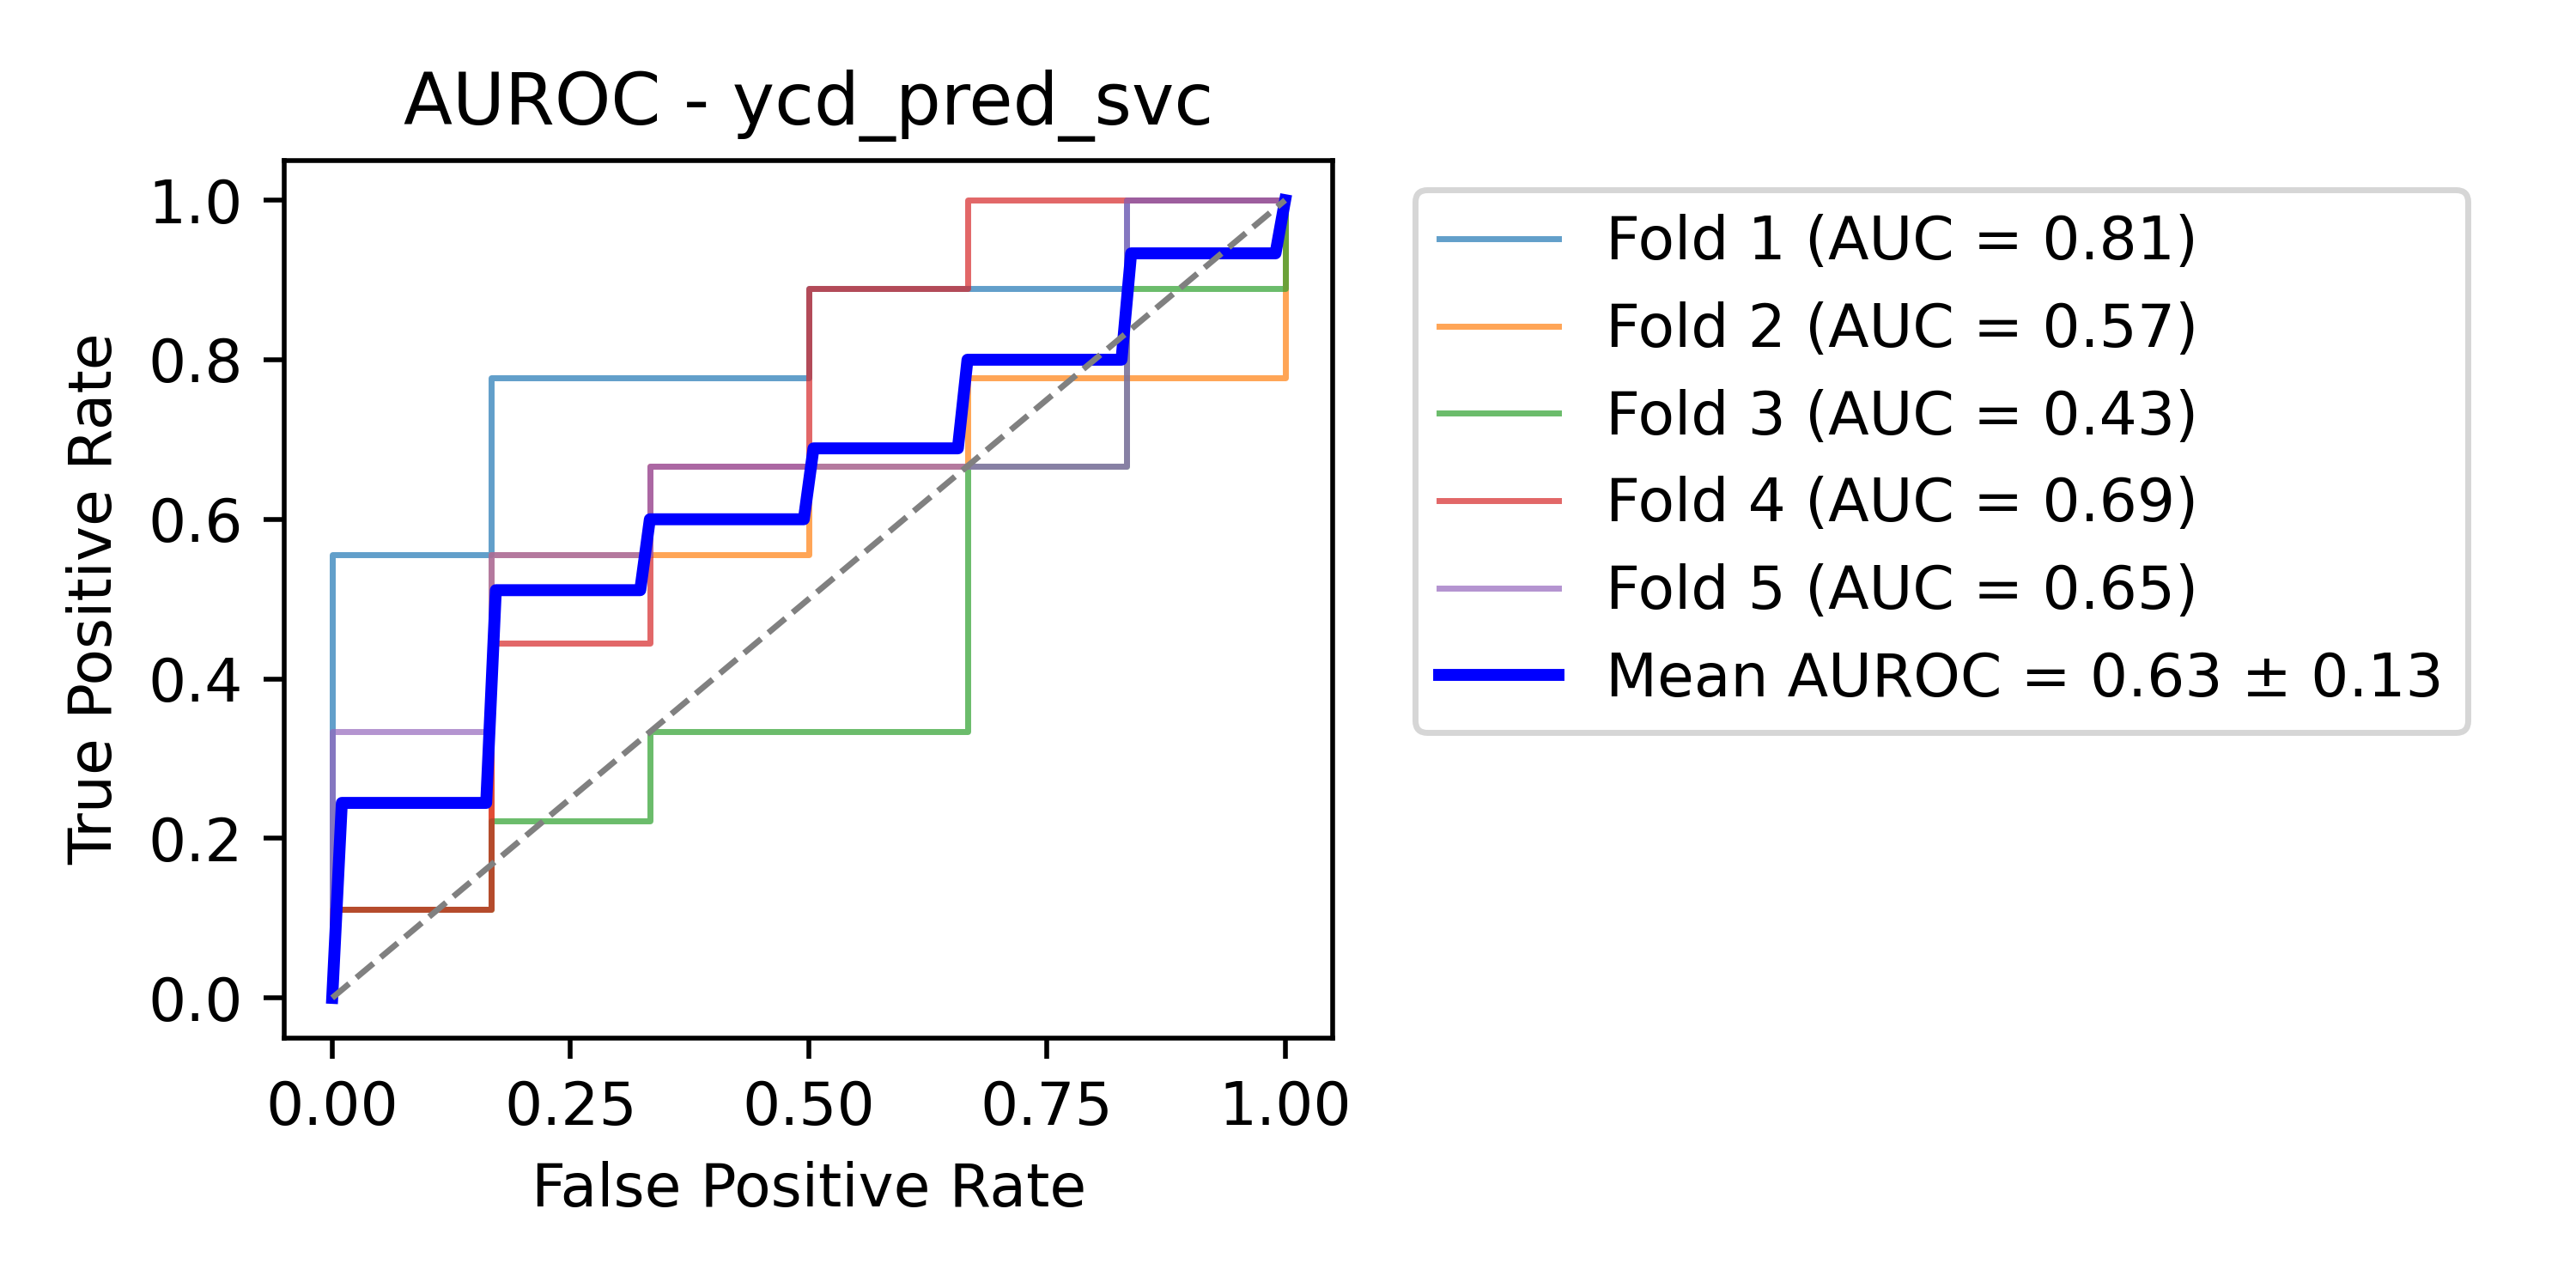 AUROC - ycd_pred_svc
True Positive Rate
1.0
0.8
0.6
0.4
0.2
0.0
0.00 0.25 0.50 0.75 1.00
False Positive Rate
Fold 1 (AUC = 0.81)
Fold 2 (AUC = 0.57)
Fold 3 (AUC = 0.43)
Fold 4 (AUC = 0.69)
Fold 5 (AUC = 0.65)
Mean AUROC = 0.63 ± 0.13